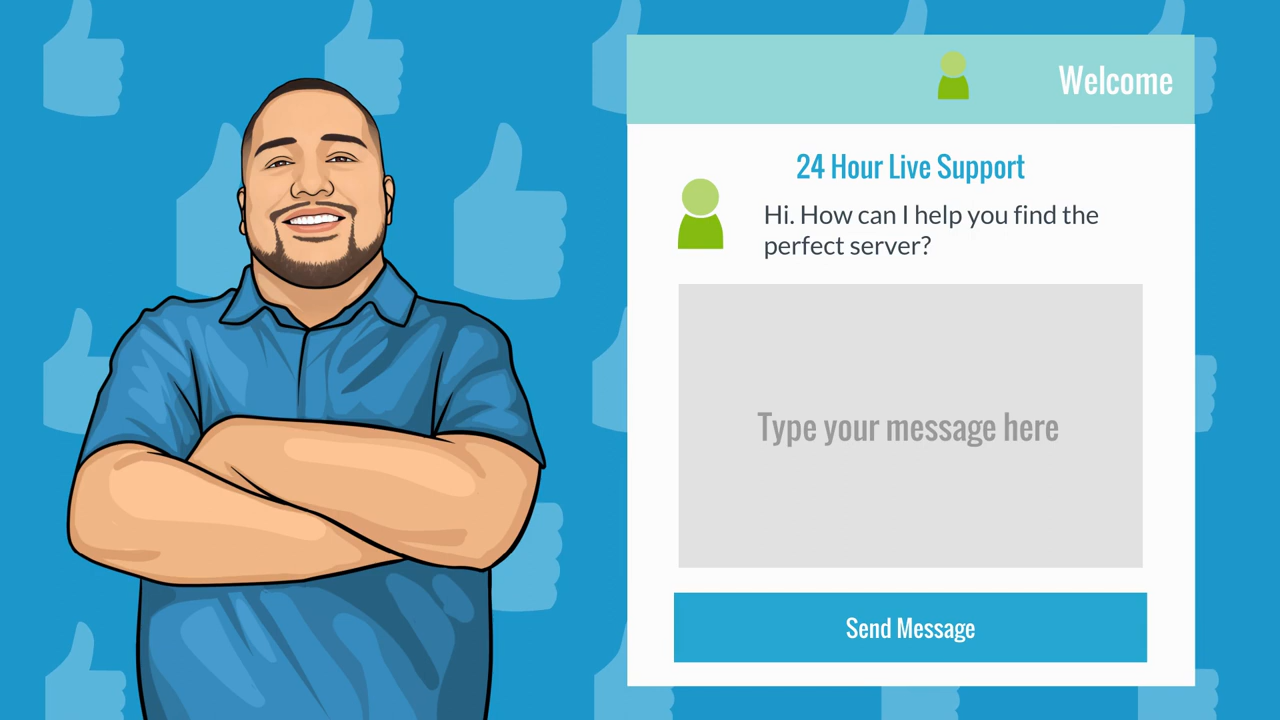 Welcome
24 Hour Live Support
Hi. How can I help you find the
perfect server?
Type your message here
Send Message